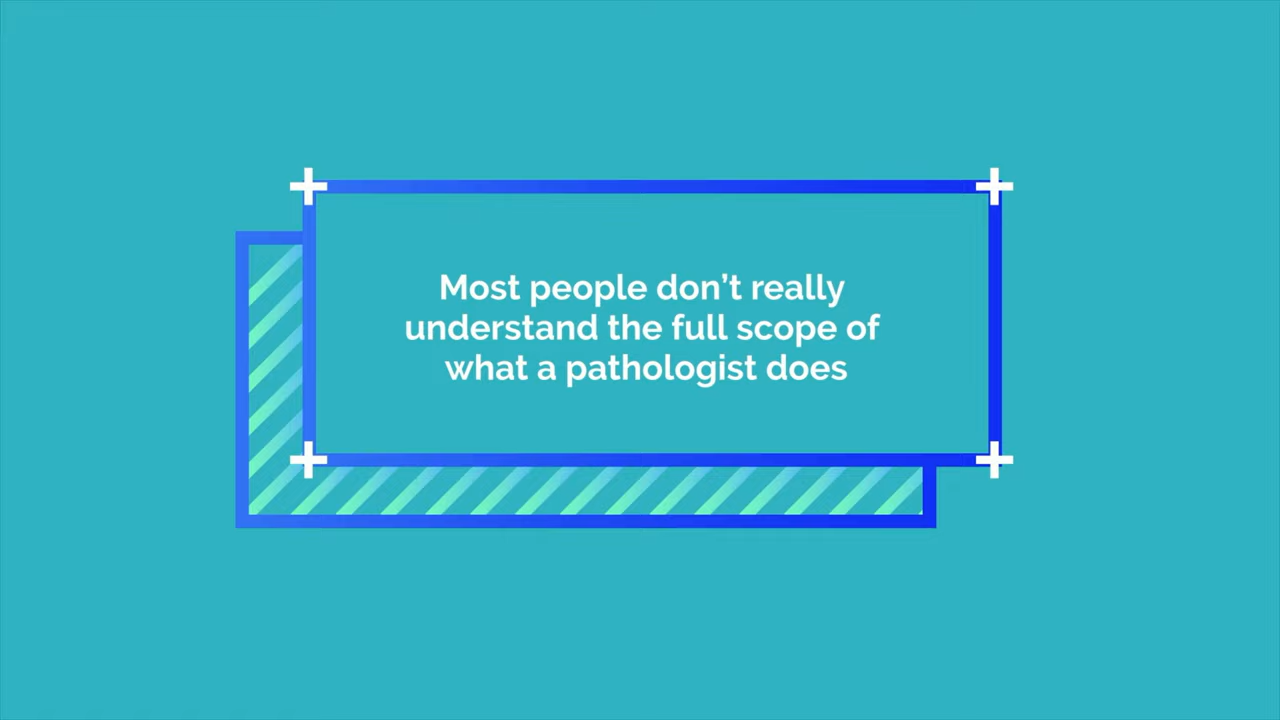 Most people don’t really
understand the full scope of
what a pathologist does